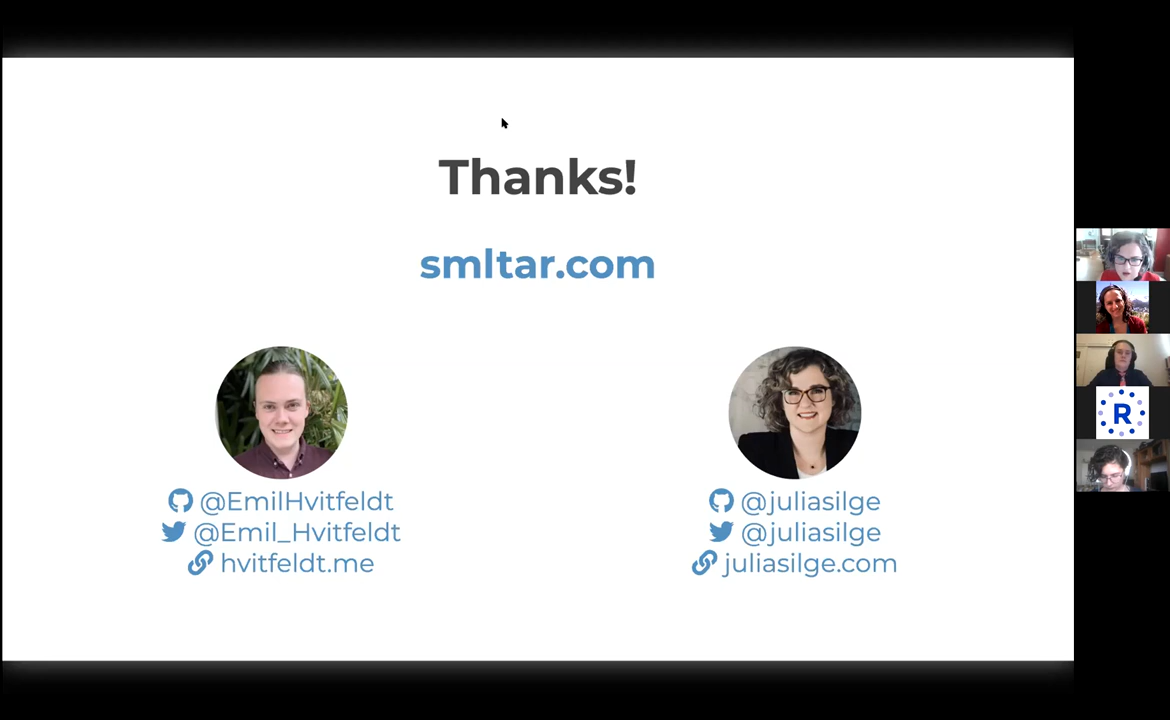 Thanks!
smltar.com
@EmilHvitfeldt
@Emil_Hvitfeldt
hvitfeldt.me
@juliasilge
@juliasilge
juliasilge.com
R